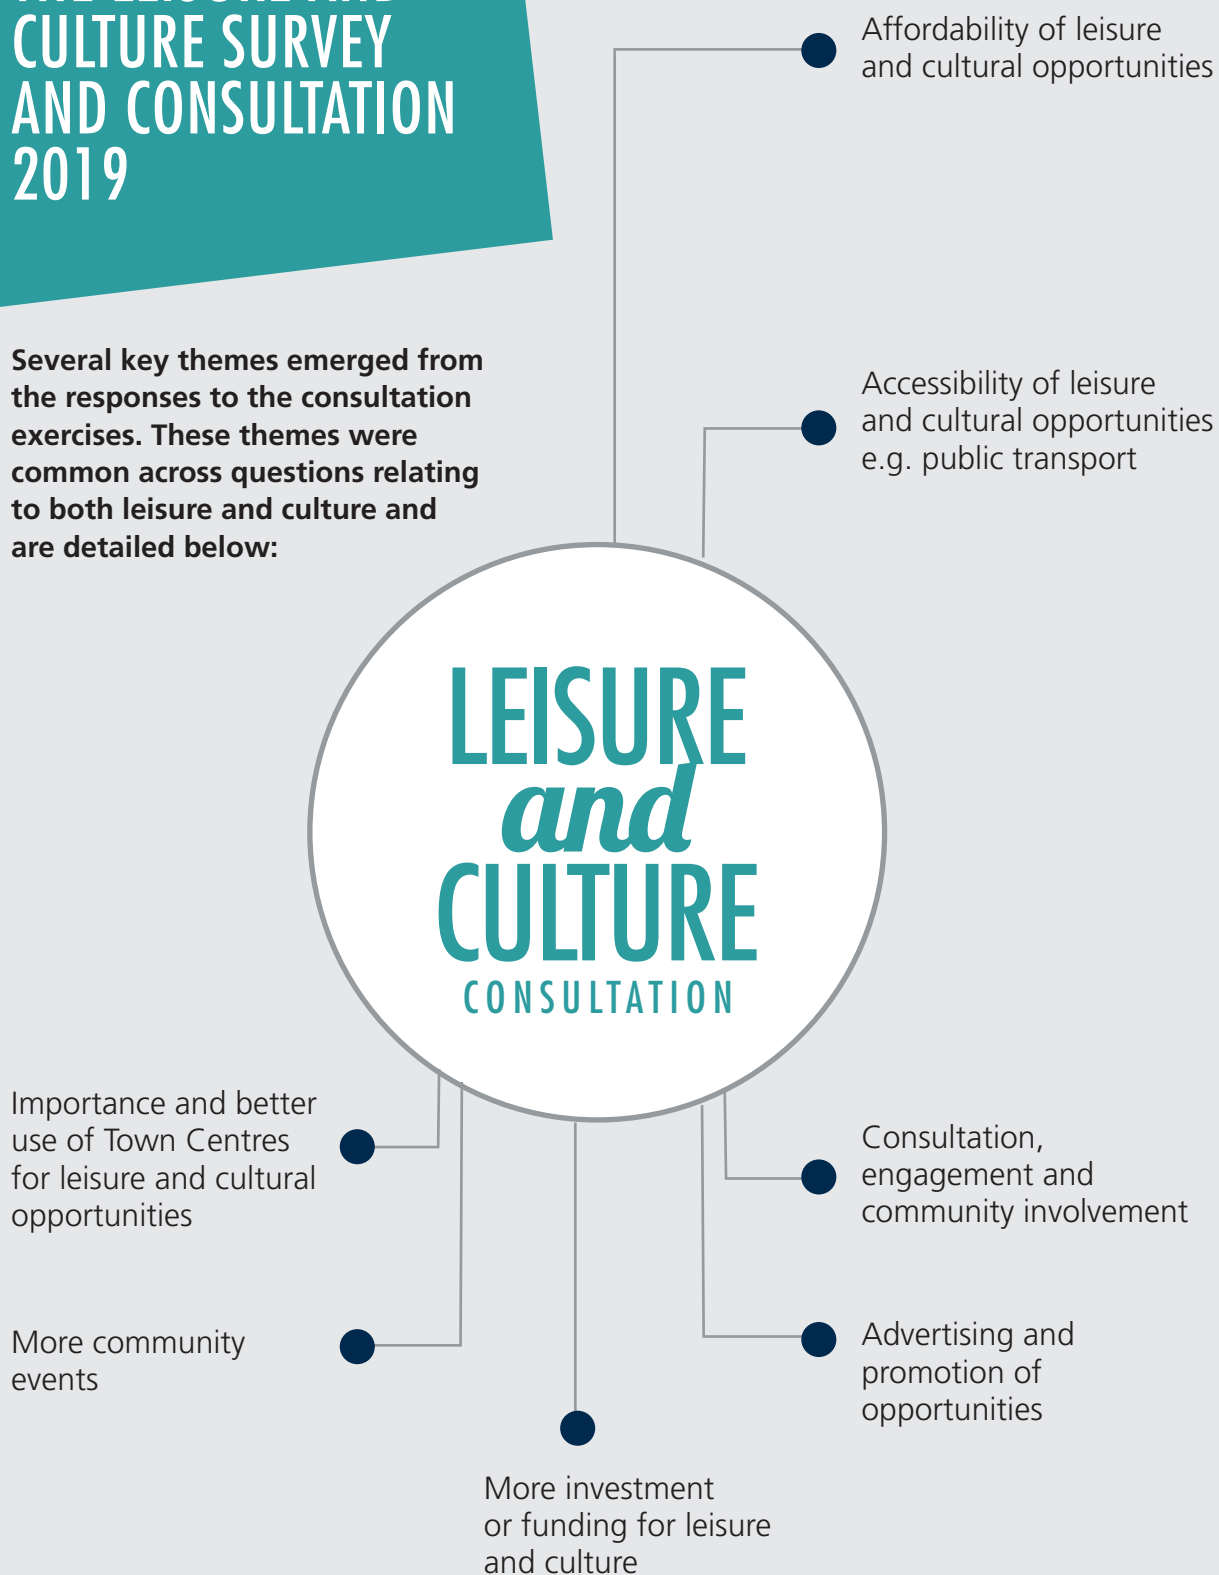 THE LEISURE AND
CULTURE SURVEY
AND CONSULTATION
2019
Several key themes emerged from
the responses to the consultation
exercises. These themes were
common across questions relating
to both leisure and culture and
are detailed below:
Affordability of leisure
and cultural opportunities
Accessibility of leisure
and cultural opportunities
e.g. public transport
LEISURE
and
CULTURE
CONSULTATION
Importance and better
use of Town Centres
for leisure and cultural
opportunities
More community
events
More investment
or funding for leisure
and culture
Consultation,
engagement and
community involvement
Advertising and
promotion of
opportunities